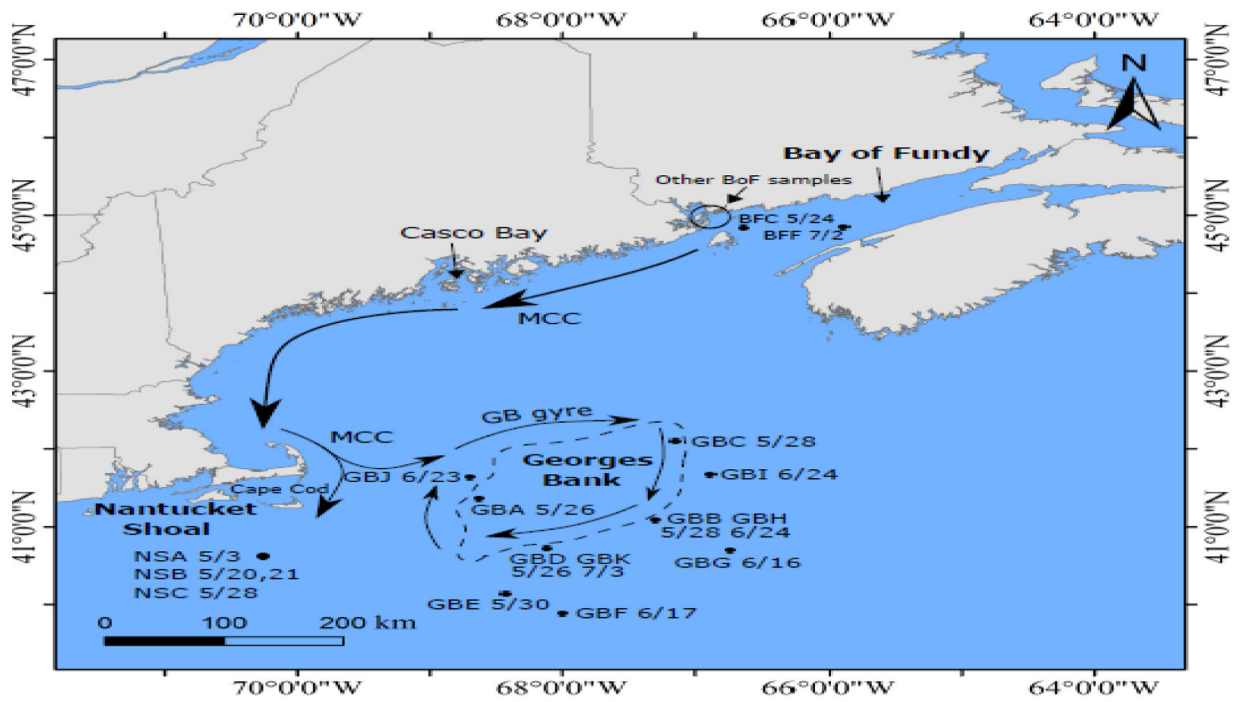 70°0'0"W 68°0'0"W 66°0'0"W 64°0'0"W
47°0'0"N
47°0'0"N
N
Bay of Fundy
Other BoF samples
45°0'0"N
BFC 5/24
45°0'0"N
BFF 7/2
Casco Bay
MCC
43°0'0"N
43°0'0"N
GB gyre
MCC
GBC 5/28
Georges
Bank
GBJ 6/23
GBI 6/24
Cape Cod
GBA 5/26
Nantucket
Shoal
GBB GBH
5/28 6/24
41°0'0"N
41°0'0"N
NSA 5/3
GBD GBK
GBG 6/16
NSB 5/20,21
5/26 7/3
NSC 5/28
GBE 5/30
GBF 6/17
0 100 200 km
70°0'0"W 68°0'0"W 66°0'0"W 64°0'0"W